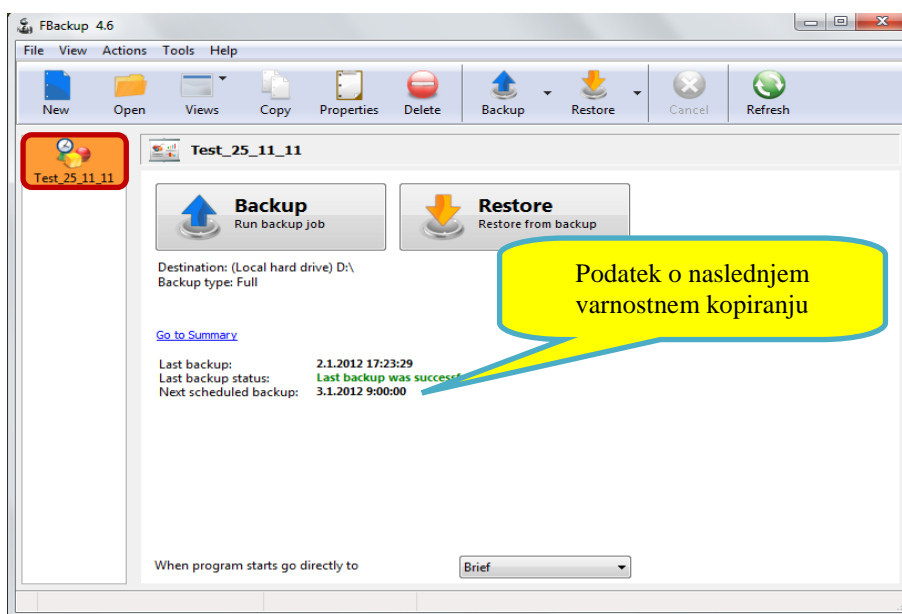 FBackup 4.6
File View Actions Tools Help
New Open Views Copy Properties Delete Backup Restore Cancel Refresh
Test_25_11_11
Test_25_11_11
Backup
Run backup job
Restore
Restore from backup
Destination: (Local hard drive) D:\
Backup type: Full
Podatek o naslednjem
varnostnem kopiranju
Go to Summary
Last backup: 2.1.2012 17:23:29
Last backup status: Last backup was
Next scheduled backup: 3.1.2012 9:00:00
When program starts go directly to Brief